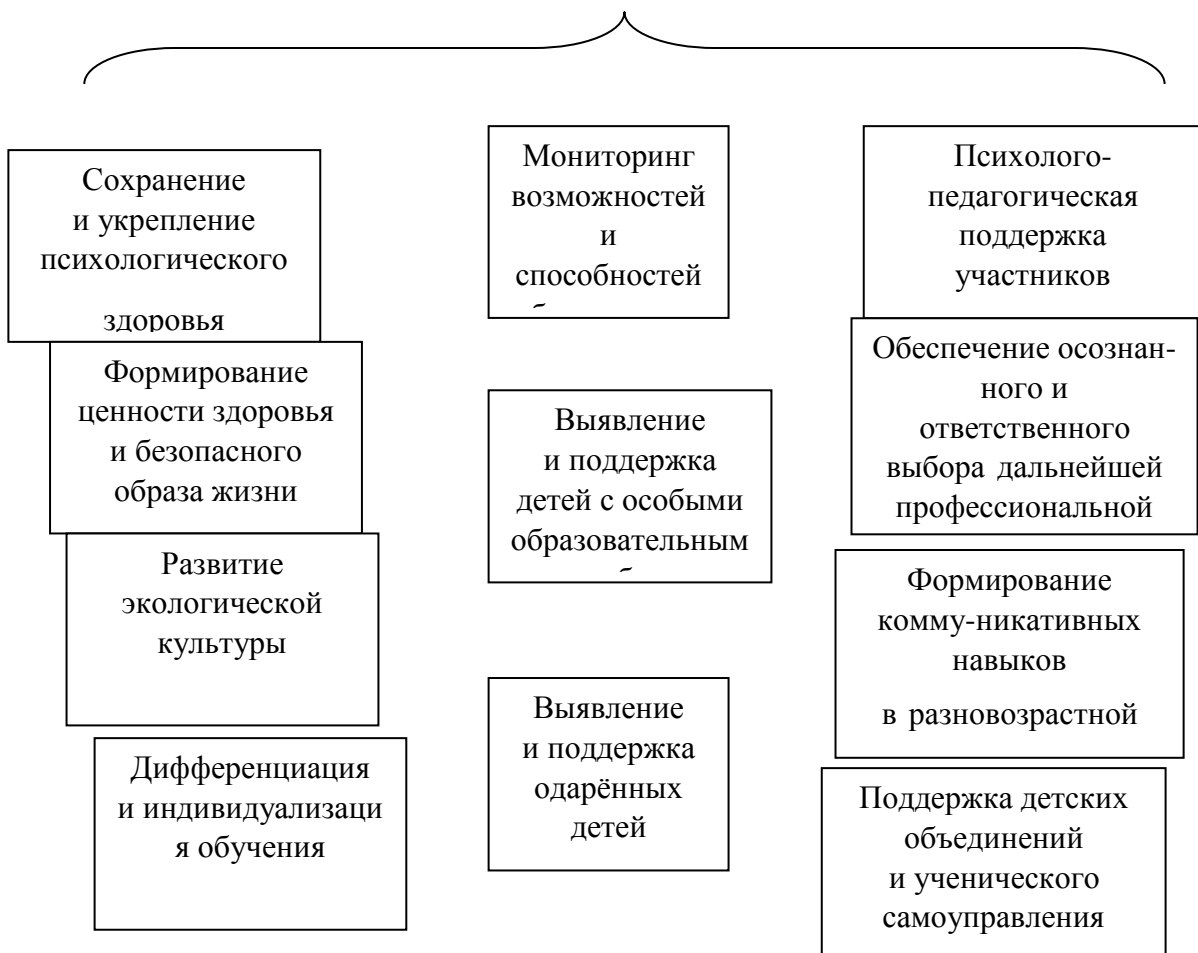 Сохранение
и укрепление
психологического
здоровья
Формирование
ценности здоровья
и безопасного
образа жизни
Развитие
экологической
культуры
Дифференциация
и индивидуализаци
я обучения
Мониторинг
возможностей
и
способностей
Выявление
и поддержка
детей с особыми
образовательным
Выявление
и поддержка
одарённых
детей
Психолого-
педагогическая
поддержка
участников
Обеспечение осознан-
ного и
ответственного
выбора дальнейшей
профессиональной
Формирование
комму-никативных
навыков
в разновозрастной
Поддержка детских
объединений
и ученического
самоуправления